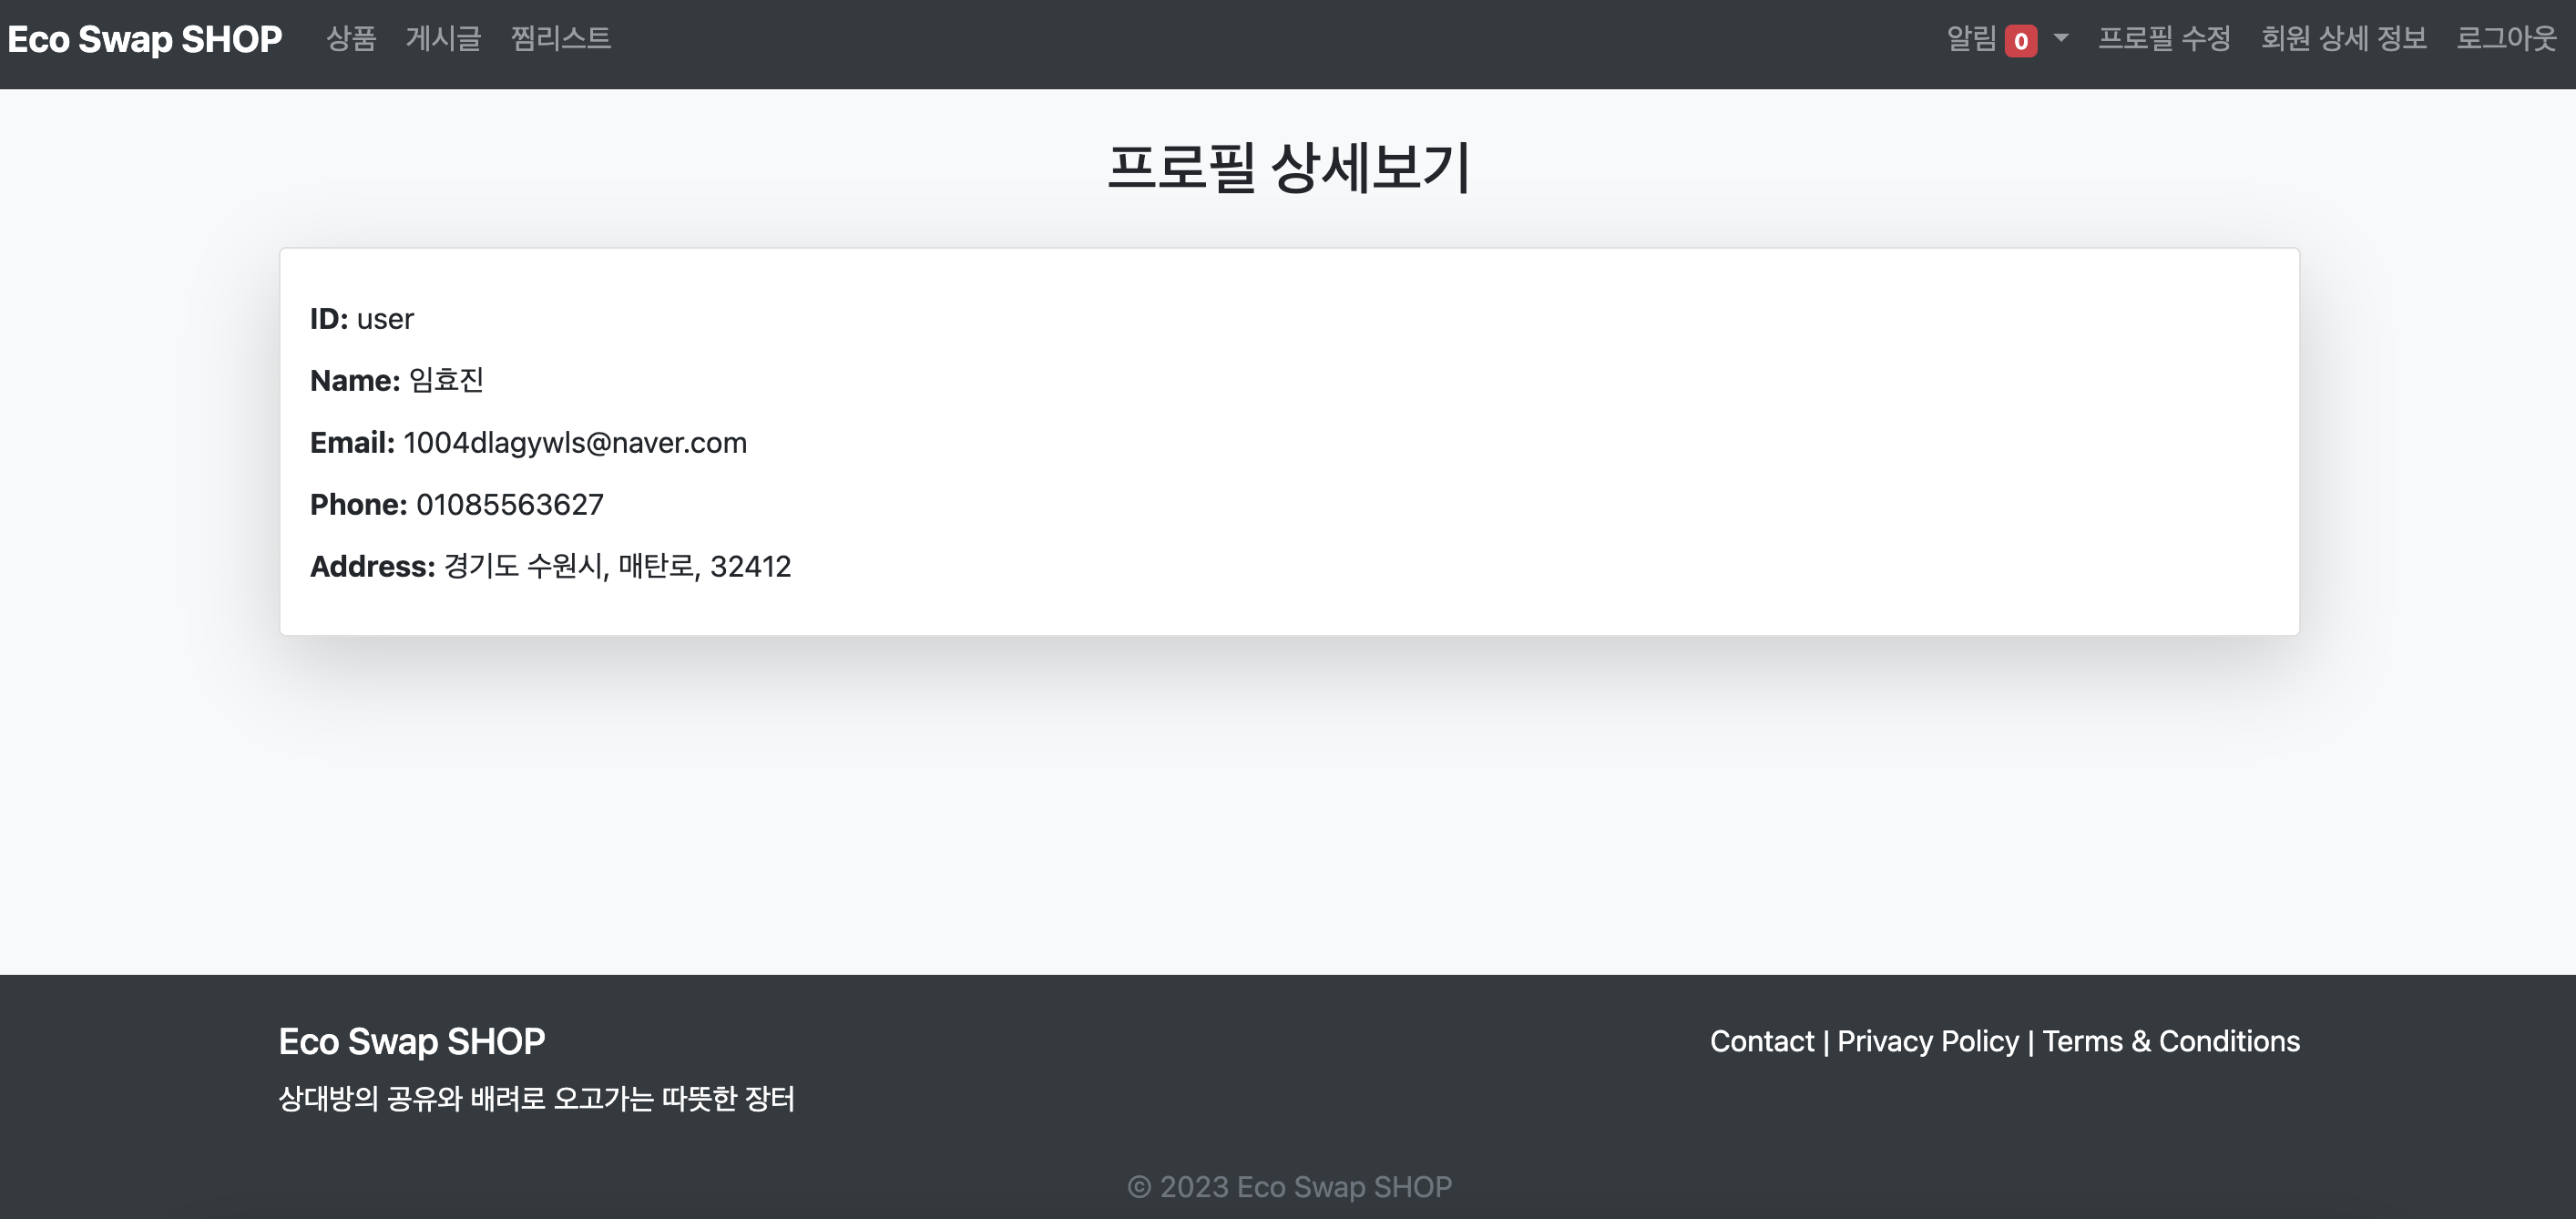 Eco Swap SHOP 상품 게시글 찜리스트 알림 0 프로필 수정 회원 상세 정보 로그아웃
프로필 상세보기
ID: user
Name: 임효진
Email: 1004dlagywls@naver.com
Phone: 01085563627
Address: 경기도 수원시, 매탄로, 32412
Eco Swap SHOP
Contact | Privacy Policy | Terms & Conditions
상대방의 공유와 배려로 오고가는 따뜻한 장터
© 2023 Eco Swap SHOP